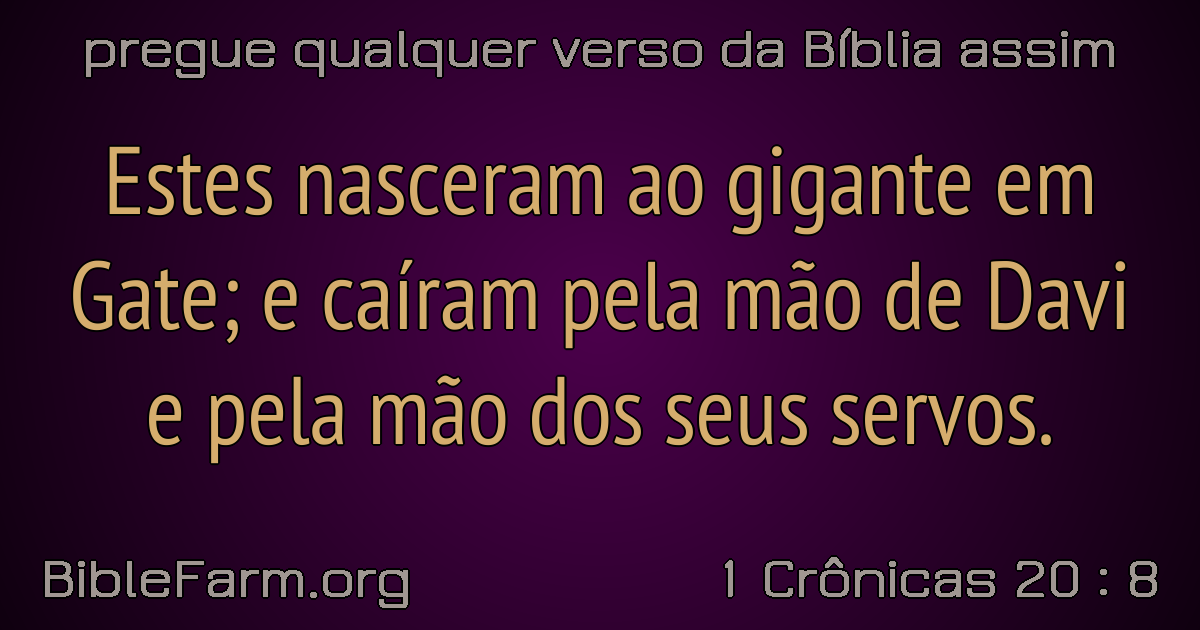 pregue qualquer verso da Bíblia assim
Estes nasceram ao gigante em
Gate; e caíram pela mão de Davi
e pela mão dos seus servos.
BibleFarm.org
1 Crônicas 20 : 8